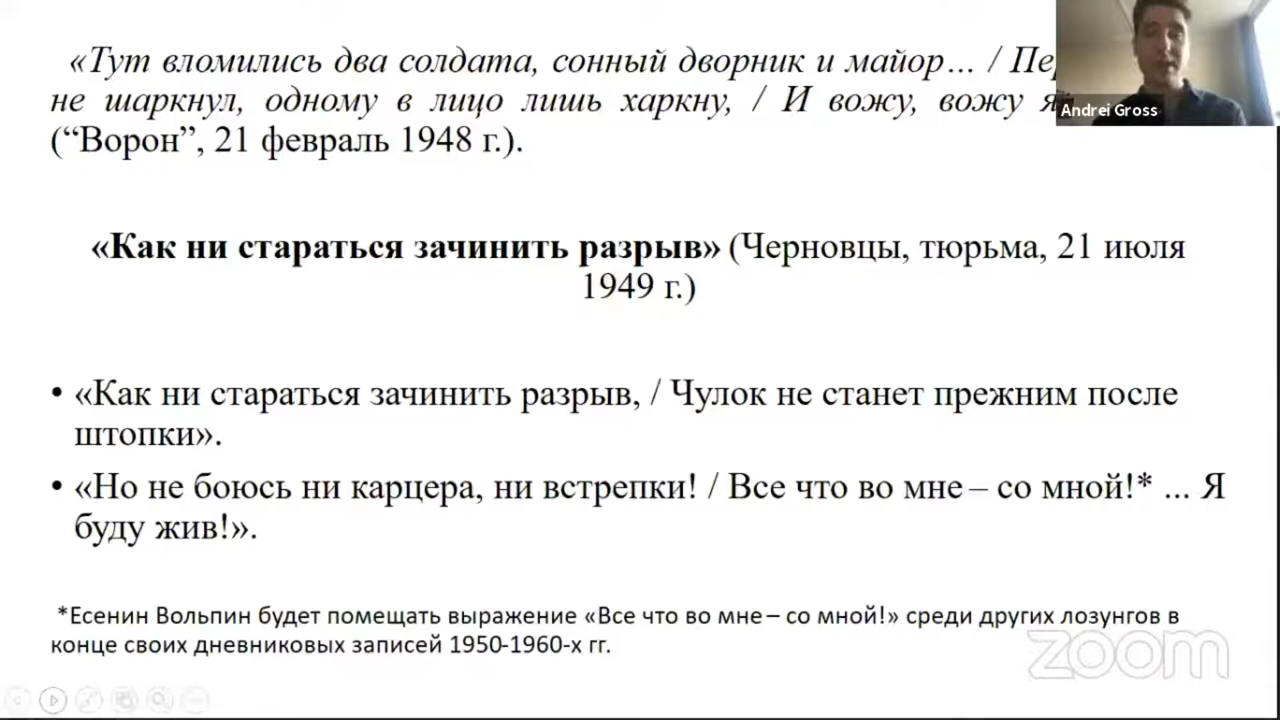 «Тут вломились два солдата, сонный дворник и майор… /
не шаркнул, одному в лицо лишь харкну, / И вожу, вожу
(“Ворон”, 21 февраль 1948 г.).
Andrei Gross
«Как ни стараться зачинить разрыв» (Черновцы, тюрьма, 21 июля
1949 г.)
• «Как ни стараться зачинить разрыв, / Чулок не станет прежним после
штопки».
• «Но не боюсь ни карцера, ни встрепки! / Все что во мне – со мной!* ... Я
буду жив!».
*Есенин Вольпин будет помещать выражение «Все что во мне – со мной!» среди других лозунгов в
конце своих дневниковых записей 1950-1960-х гг.
zoom